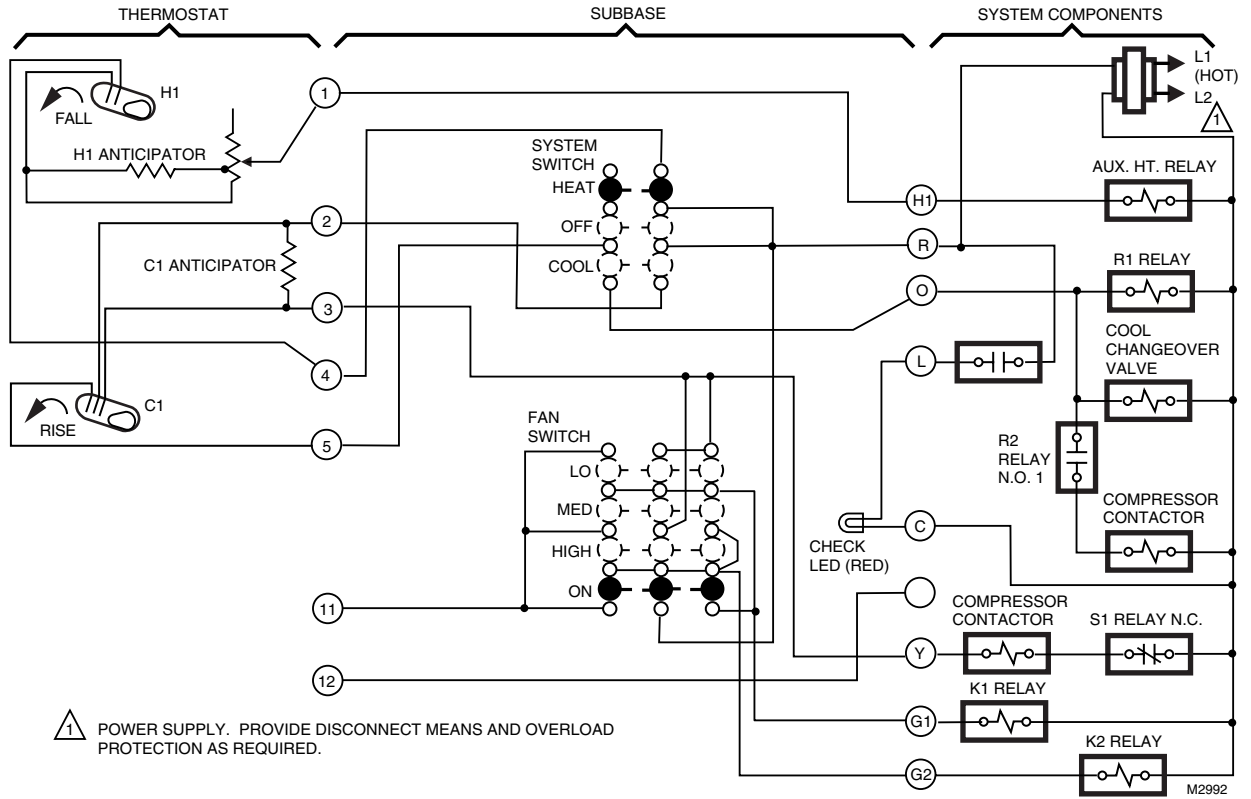 THERMOSTAT
SUBBASE
SYSTEM COMPONENTS
L1
(HOT)
L2
1
H1
FALL
H1 ANTICIPATOR
1
SYSTEM
SWITCH
HEAT
OFF
COOL
AUX. HT. RELAY
H1
2
C1 ANTICIPATOR
R
R1 RELAY
O
3
COOL
CHANGEOVER
VALVE
L
4
C1
RISE
5
FAN
SWITCH
LO
MED
HIGH
ON
R2
RELAY
N.O. 1
COMPRESSOR
CONTACTOR
C
CHECK
LED (RED)
11
COMPRESSOR
CONTACTOR
S1 RELAY N.C.
Y
12
K1 RELAY
G1
1
POWER SUPPLY. PROVIDE DISCONNECT MEANS AND OVERLOAD
PROTECTION AS REQUIRED.
K2 RELAY
G2
M2992